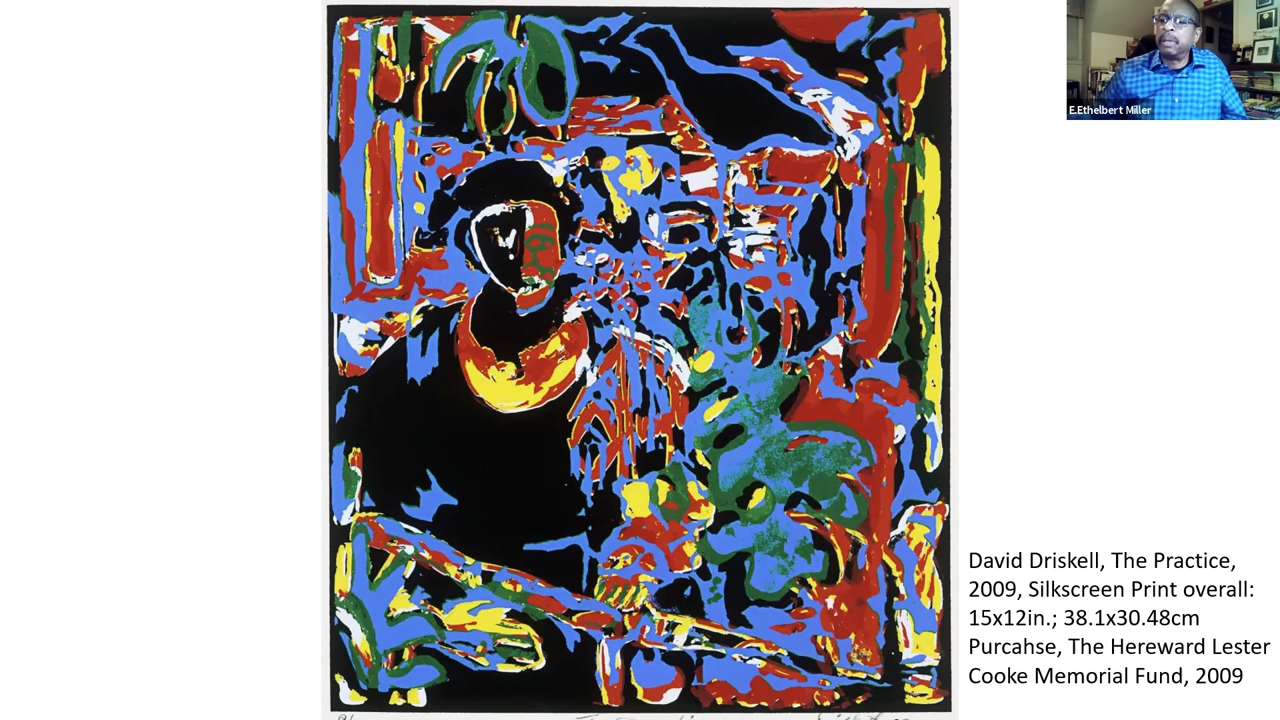 E.Ethelbert Miller
David Driskell, The Practice,
2009, Silkscreen Print overall:
15x12in.; 38.1x30.48cm
Purcahse, The Hereward Lester
Cooke Memorial Fund, 2009